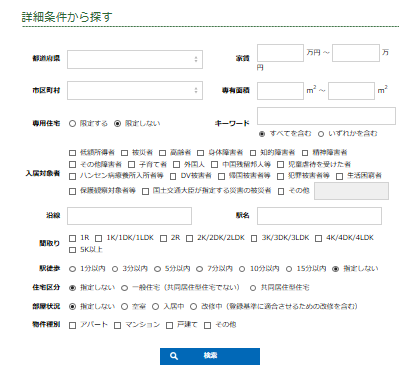 詳細条件から探す
都道府県 家賃 万円 ～ 万円
市区町村 専有面積 m² ～ m²
専用住宅 限定する 限定しない キーワード
すべてを含む いずれかを含む
入居対象者 低額所得者 被災者 高齢者 身体障害者 知的障害者 精神障害者
その他障害者 子育て者 外国人 中国残留邦人等 児童虐待を受けた者
ハンセン病療養所入所者等 DV被害者 帰国被害者等 犯罪被害者等 生活困窮者
保護観察対象者等 国土交通大臣が指定する災害の被災者 その他
沿線 駅名
間取り 1R 1K/1DK/1LDK 2R 2K/2DK/2LDK 3K/3DK/3LDK 4K/4DK/4LDK
5K以上
駅徒歩 1分以内 3分以内 5分以内 7分以内 10分以内 15分以内 指定しない
住宅区分 指定しない 一般住宅（共同居住型住宅でない） 共同居住型住宅
部屋状況 指定しない 空室 入居中 改修中（登録基準に適合させるための改修を含む）
物件種別 アパート マンション 戸建て その他
検索